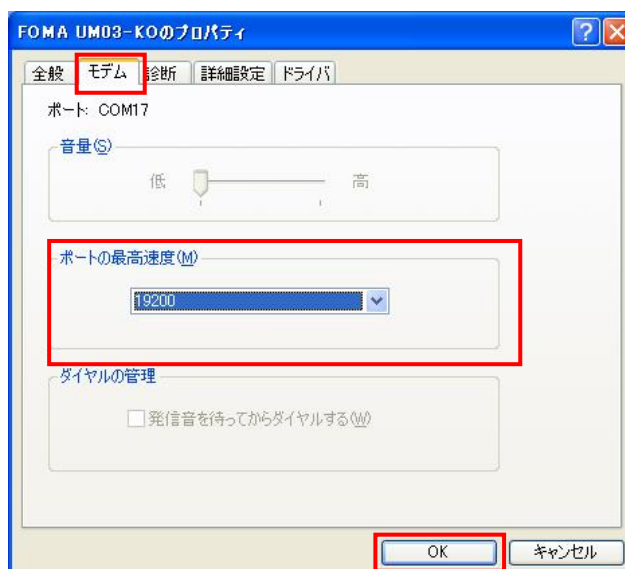 FOMA UM03-KOのプロパティ
全般 モデム 診断 詳細設定 ドライバ
ポート: COM17
音量(S)
低 高
ポートの最高速度(M)
19200
ダイヤルの管理
発信音を待ってからダイヤルする(W)
OK キャンセル